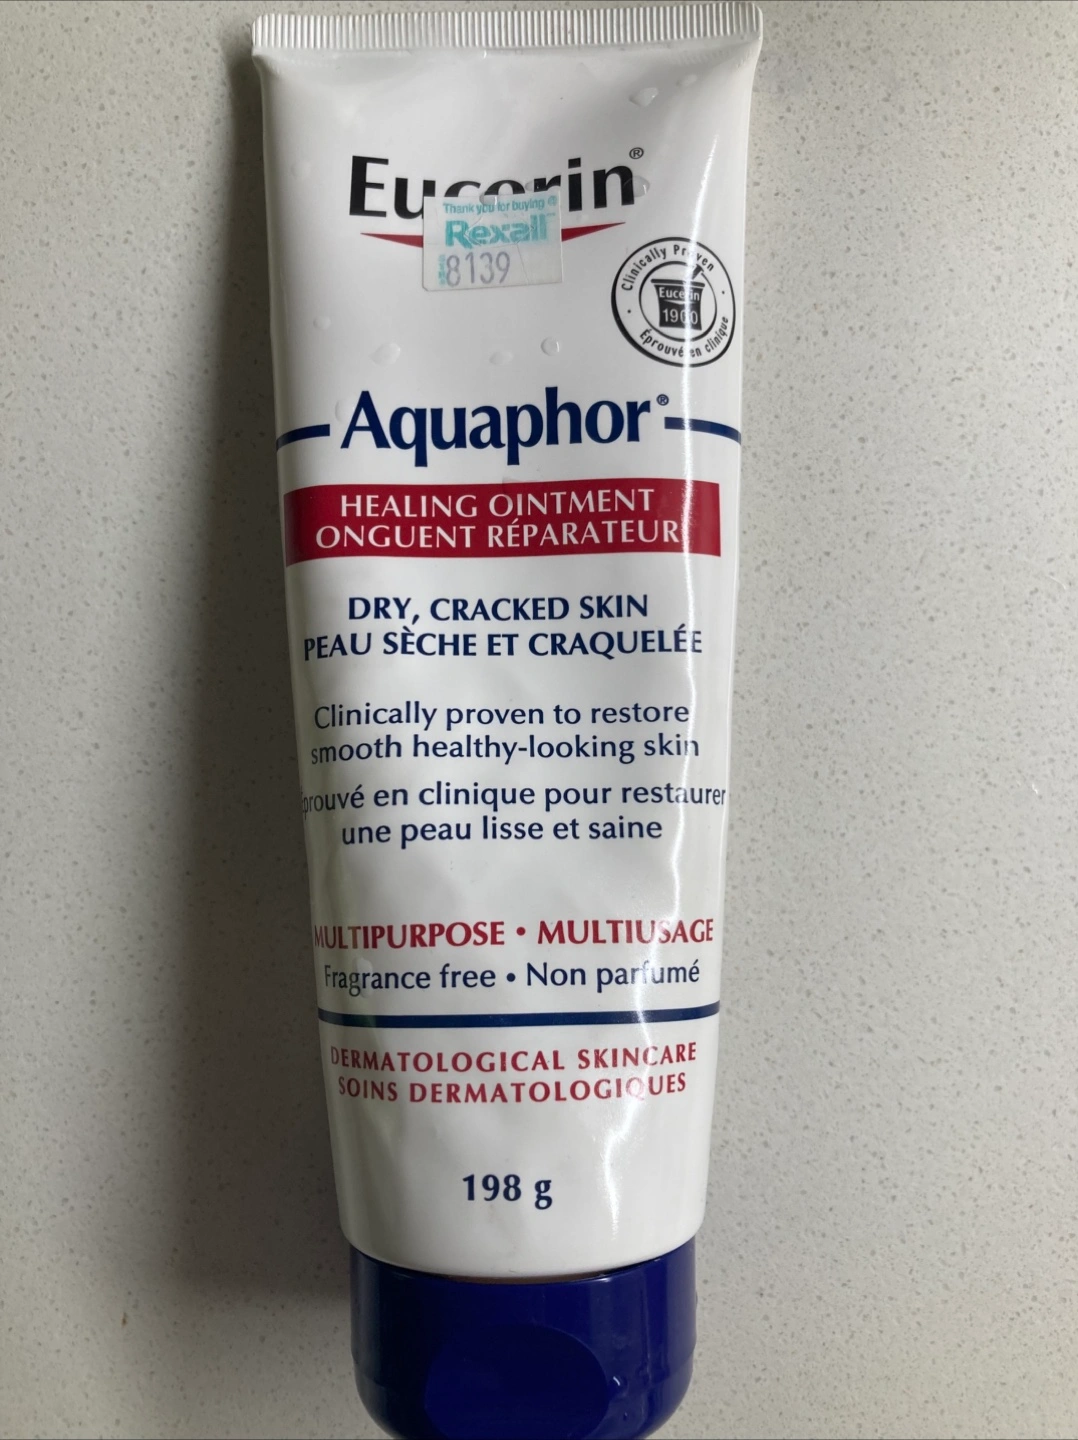 Eucerin®
Thank you for buying
Rexall
8139
Clinically Proven
Eucerin
1900
Éprouvé en clinique
Aquaphor®
HEALING OINTMENT
ONGUENT RÉPARATEUR
DRY, CRACKED SKIN
PEAU SÈCHE ET CRAQUELÉE
Clinically proven to restore
smooth healthy-looking skin
prouvé en clinique pour restaurer
une peau lisse et saine
MULTIPURPOSE • MULTIUSAGE
Fragrance free • Non parfumé
DERMATOLOGICAL SKINCARE
SOINS DERMATOLOGIQUES
198 g